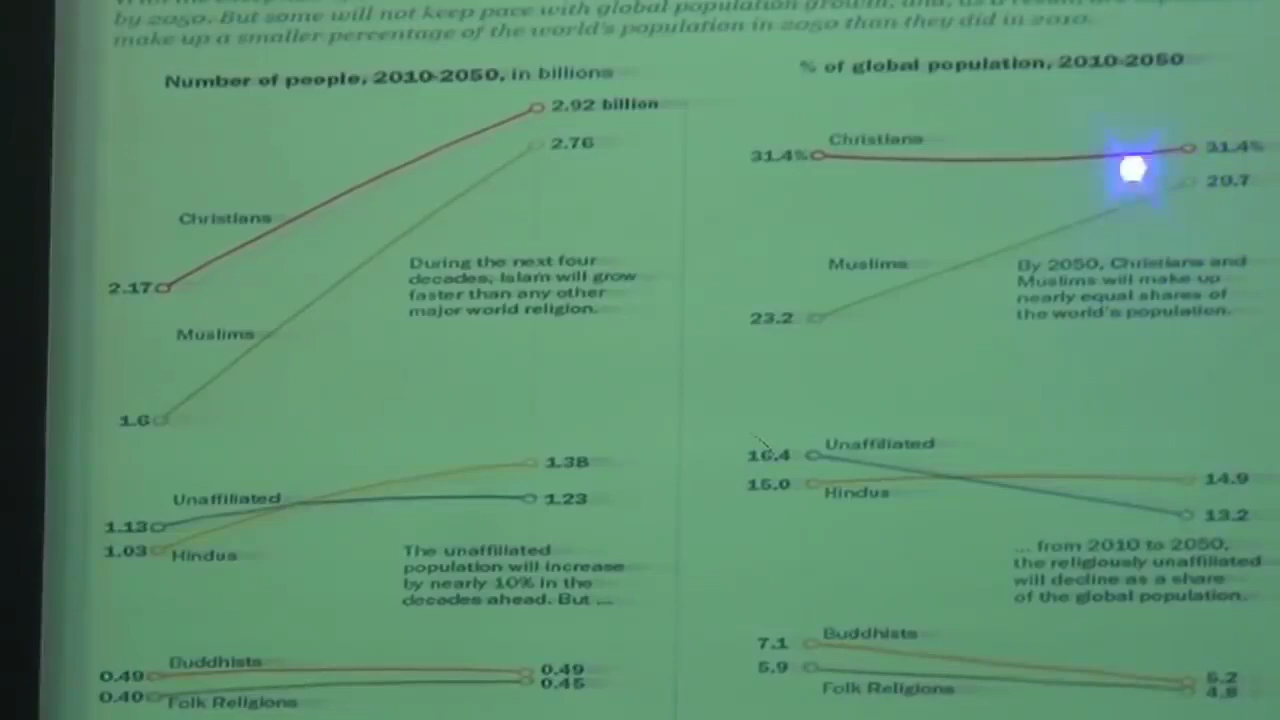 by 2050. But some will not keep pace with global population growth, and, as a result are
make up a smaller percentage of the world's population in 2050 than they did in 2010.
Number of people, 2010-2050, in billions
2.92 billion
2.76
Christians
2.17
During the next four
decades, Islam will grow
faster than any other
major world religion.
Muslims
1.6
1.38
Unaffiliated
1.23
1.13
1.03
Hindus
The unaffiliated
population will increase
by nearly 10% in the
decades ahead. But ...
Buddhists
0.49
0.49
0.45
0.40
Folk Religions
% of global population, 2010-2050
Christians
31.4%
31.4%
29.7
Muslims
By 2050, Christians and
Muslims will make up
nearly equal shares of
the world's population.
23.2
Unaffiliated
16.4
15.0
14.9
Hindus
13.2
... from 2010 to 2050,
the religiously unaffiliated
will decline as a share
of the global population.
Buddhists
7.1
5.9
5.2
4.8
Folk Religions